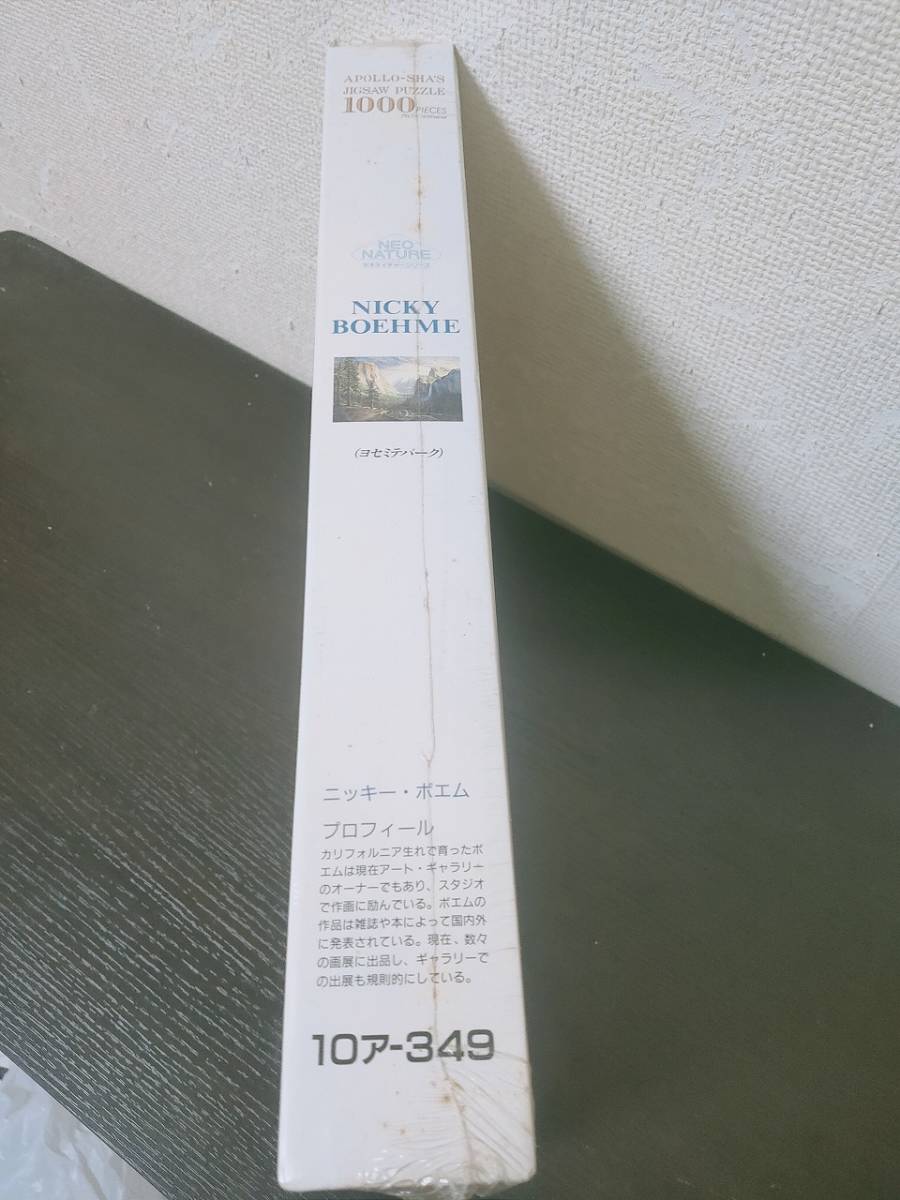 APOLLO-SHA'S
JIGSAW PUZZLE
1000 PIECES
NEO
NATURE
NICKY
BOEHME
(ヨセミテパーク)
ニッキー・ボエム
プロフィール
カリフォルニア生れで育ったボ
エムは現在アート・ギャラリー
のオーナーでもあり、スタジオ
で作画に励んでいる。ボエムの
作品は雑誌や本によって国内外
に発表されている。現在、数々
の画展に出品し、ギャラリーで
の出展も規則的にしている。
10ア-349